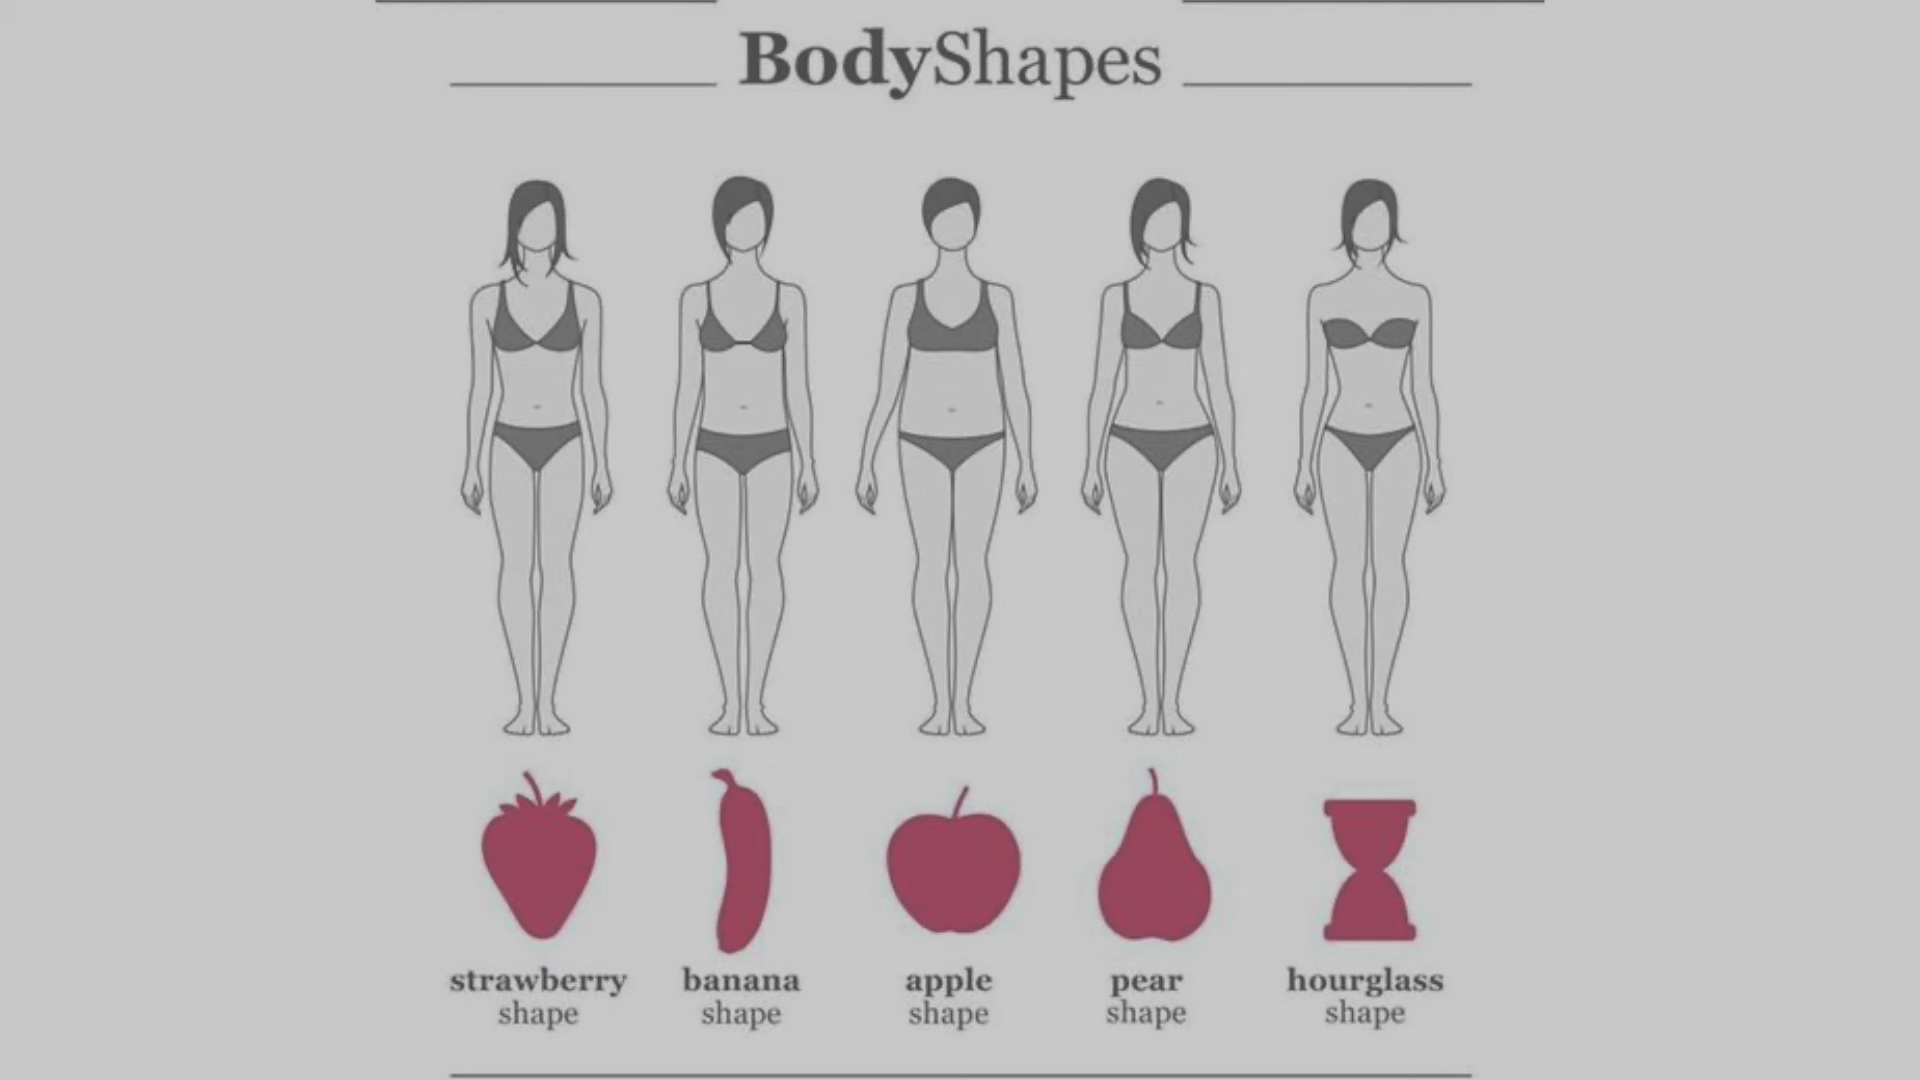 BodyShapes
strawberry
shape
banana
shape
apple
shape
pear
shape
hourglass
shape